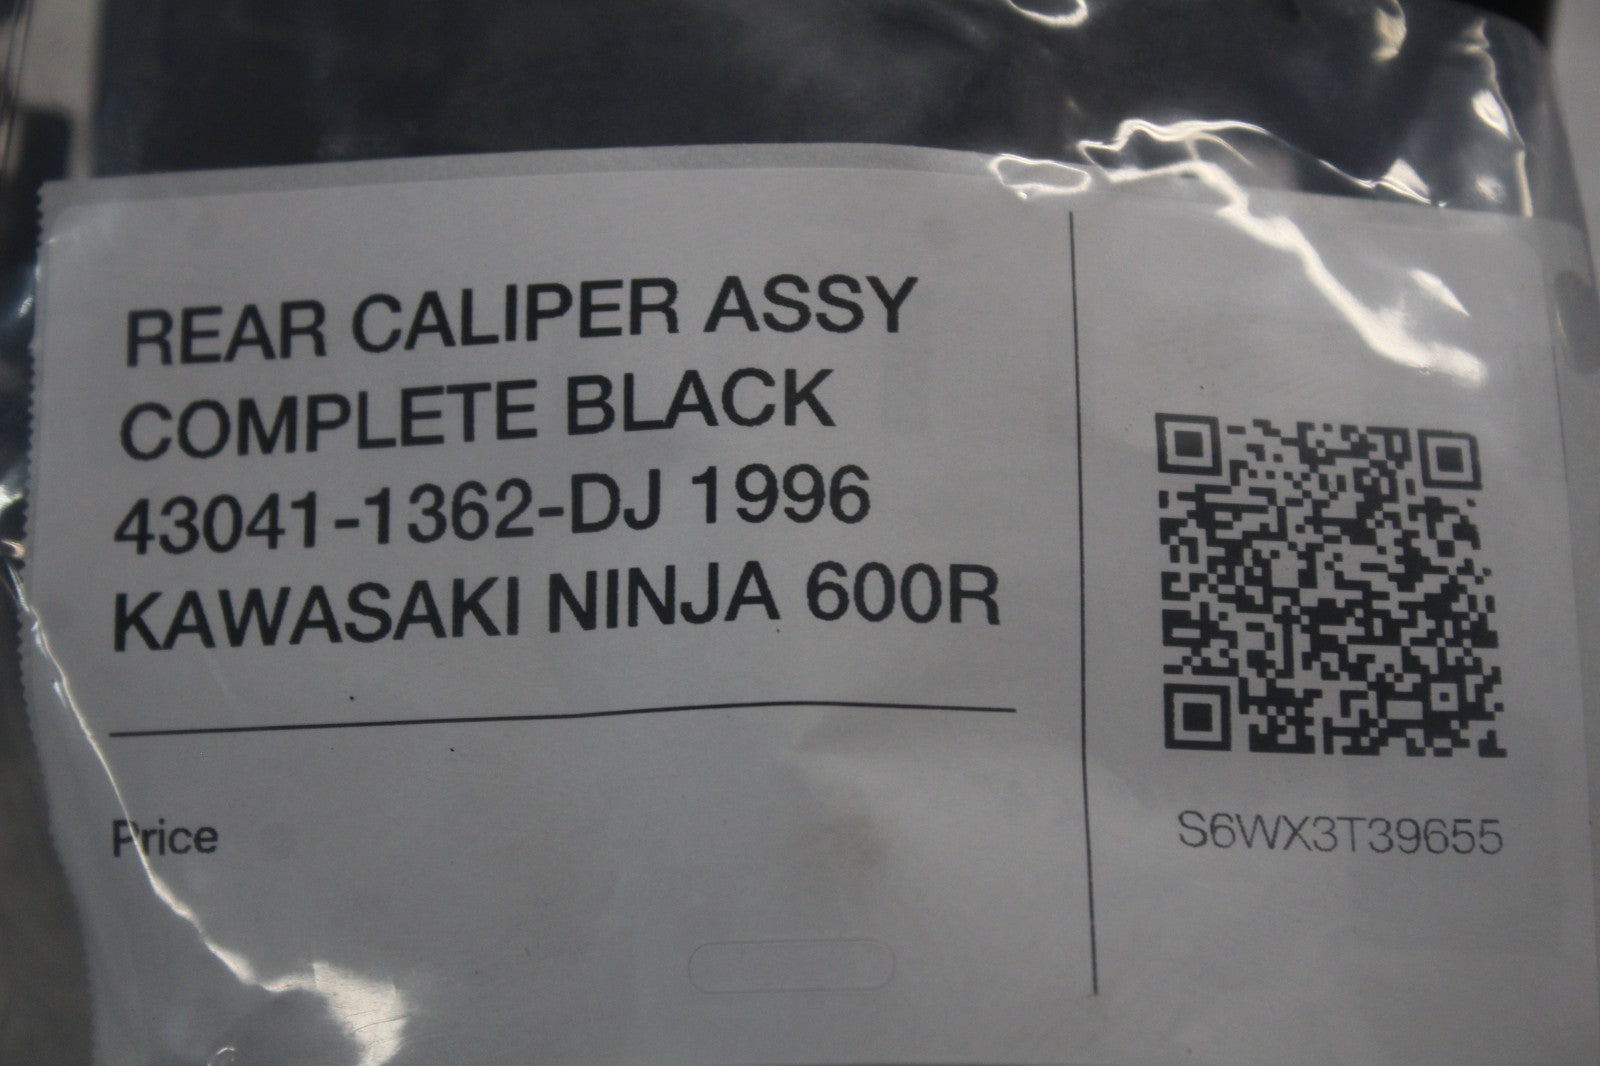 REAR CALIPER ASSY
COMPLETE BLACK
43041-1362-DJ 1996
KAWASAKI NINJA 600R
Price
S6WX3T39655